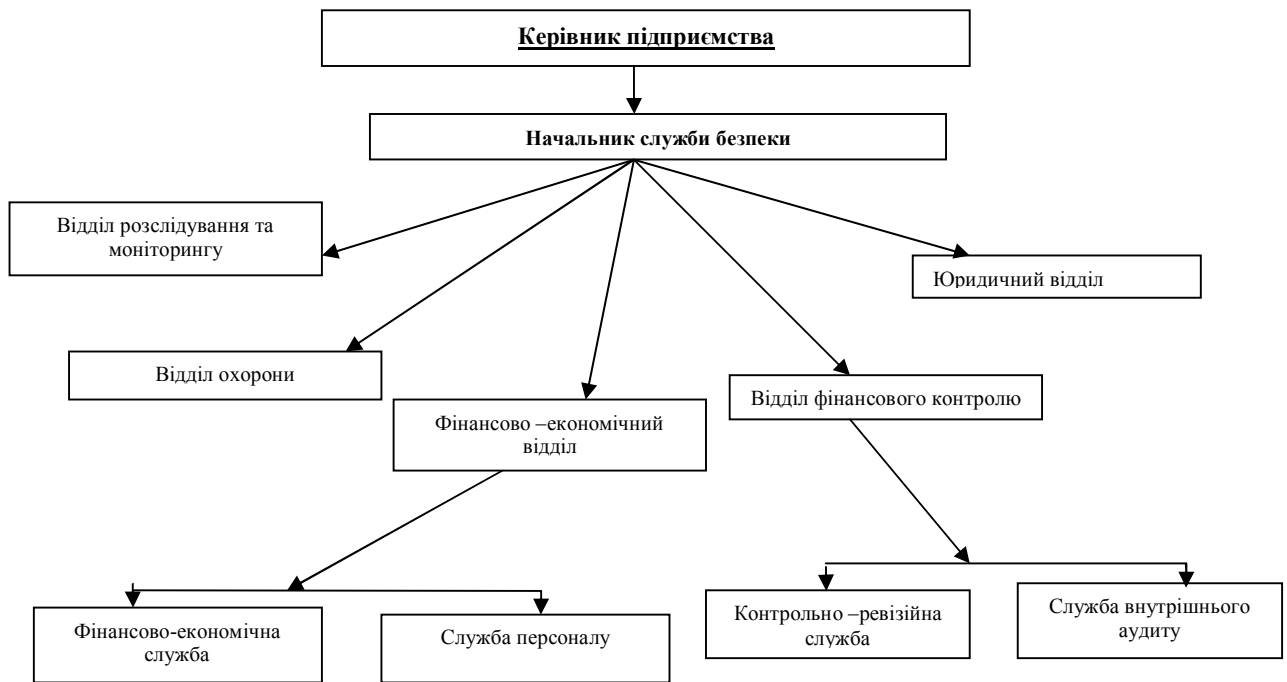 Керівник підприємства
Начальник служби безпеки
Відділ розслідування та
моніторингу
Юридичний відділ
Відділ охорони
Відділ фінансового контролю
Фінансово –економічний
відділ
Фінансово-економічна
служба
Служба персоналу
Контрольно –ревізійна
служба
Служба внутрішнього
аудиту